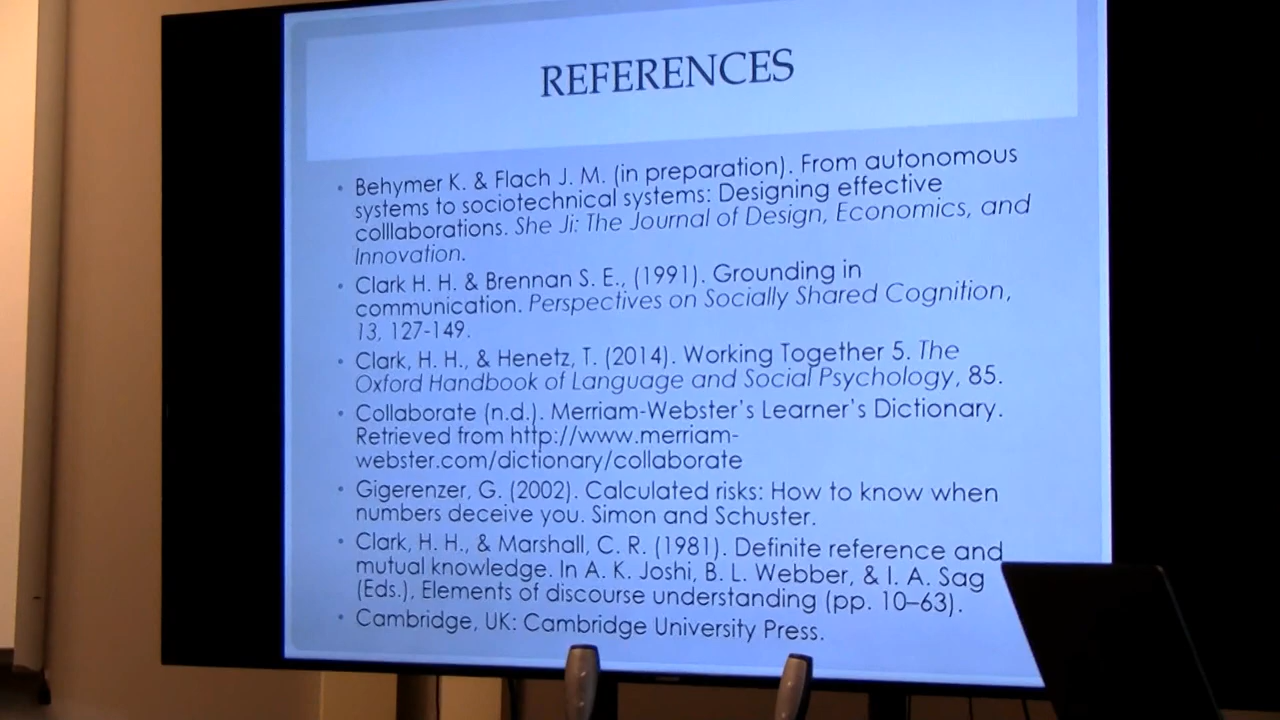 REFERENCES
• Behymer K. & Flach J. M. (in preparation). From autonomous
systems to sociotechnical systems: Designing effective
colllaborations. She Ji: The Journal of Design, Economics, and
Innovation.
• Clark H. H. & Brennan S. E., (1991). Grounding in
communication. Perspectives on Socially Shared Cognition,
13, 127-149.
• Clark, H. H., & Henetz, T. (2014). Working Together 5. The
Oxford Handbook of Language and Social Psychology, 85.
• Collaborate (n.d.). Merriam-Webster's Learner's Dictionary.
Retrieved from http://www.merriam-
webster.com/dictionary/collaborate
• Gigerenzer, G. (2002). Calculated risks: How to know when
numbers deceive you. Simon and Schuster.
• Clark, H. H., & Marshall, C. R. (1981). Definite reference and
mutual knowledge. In A. K. Joshi, B. L. Webber, & I. A. Sag
(Eds.), Elements of discourse understanding (pp. 10–63).
• Cambridge, UK: Cambridge University Press.